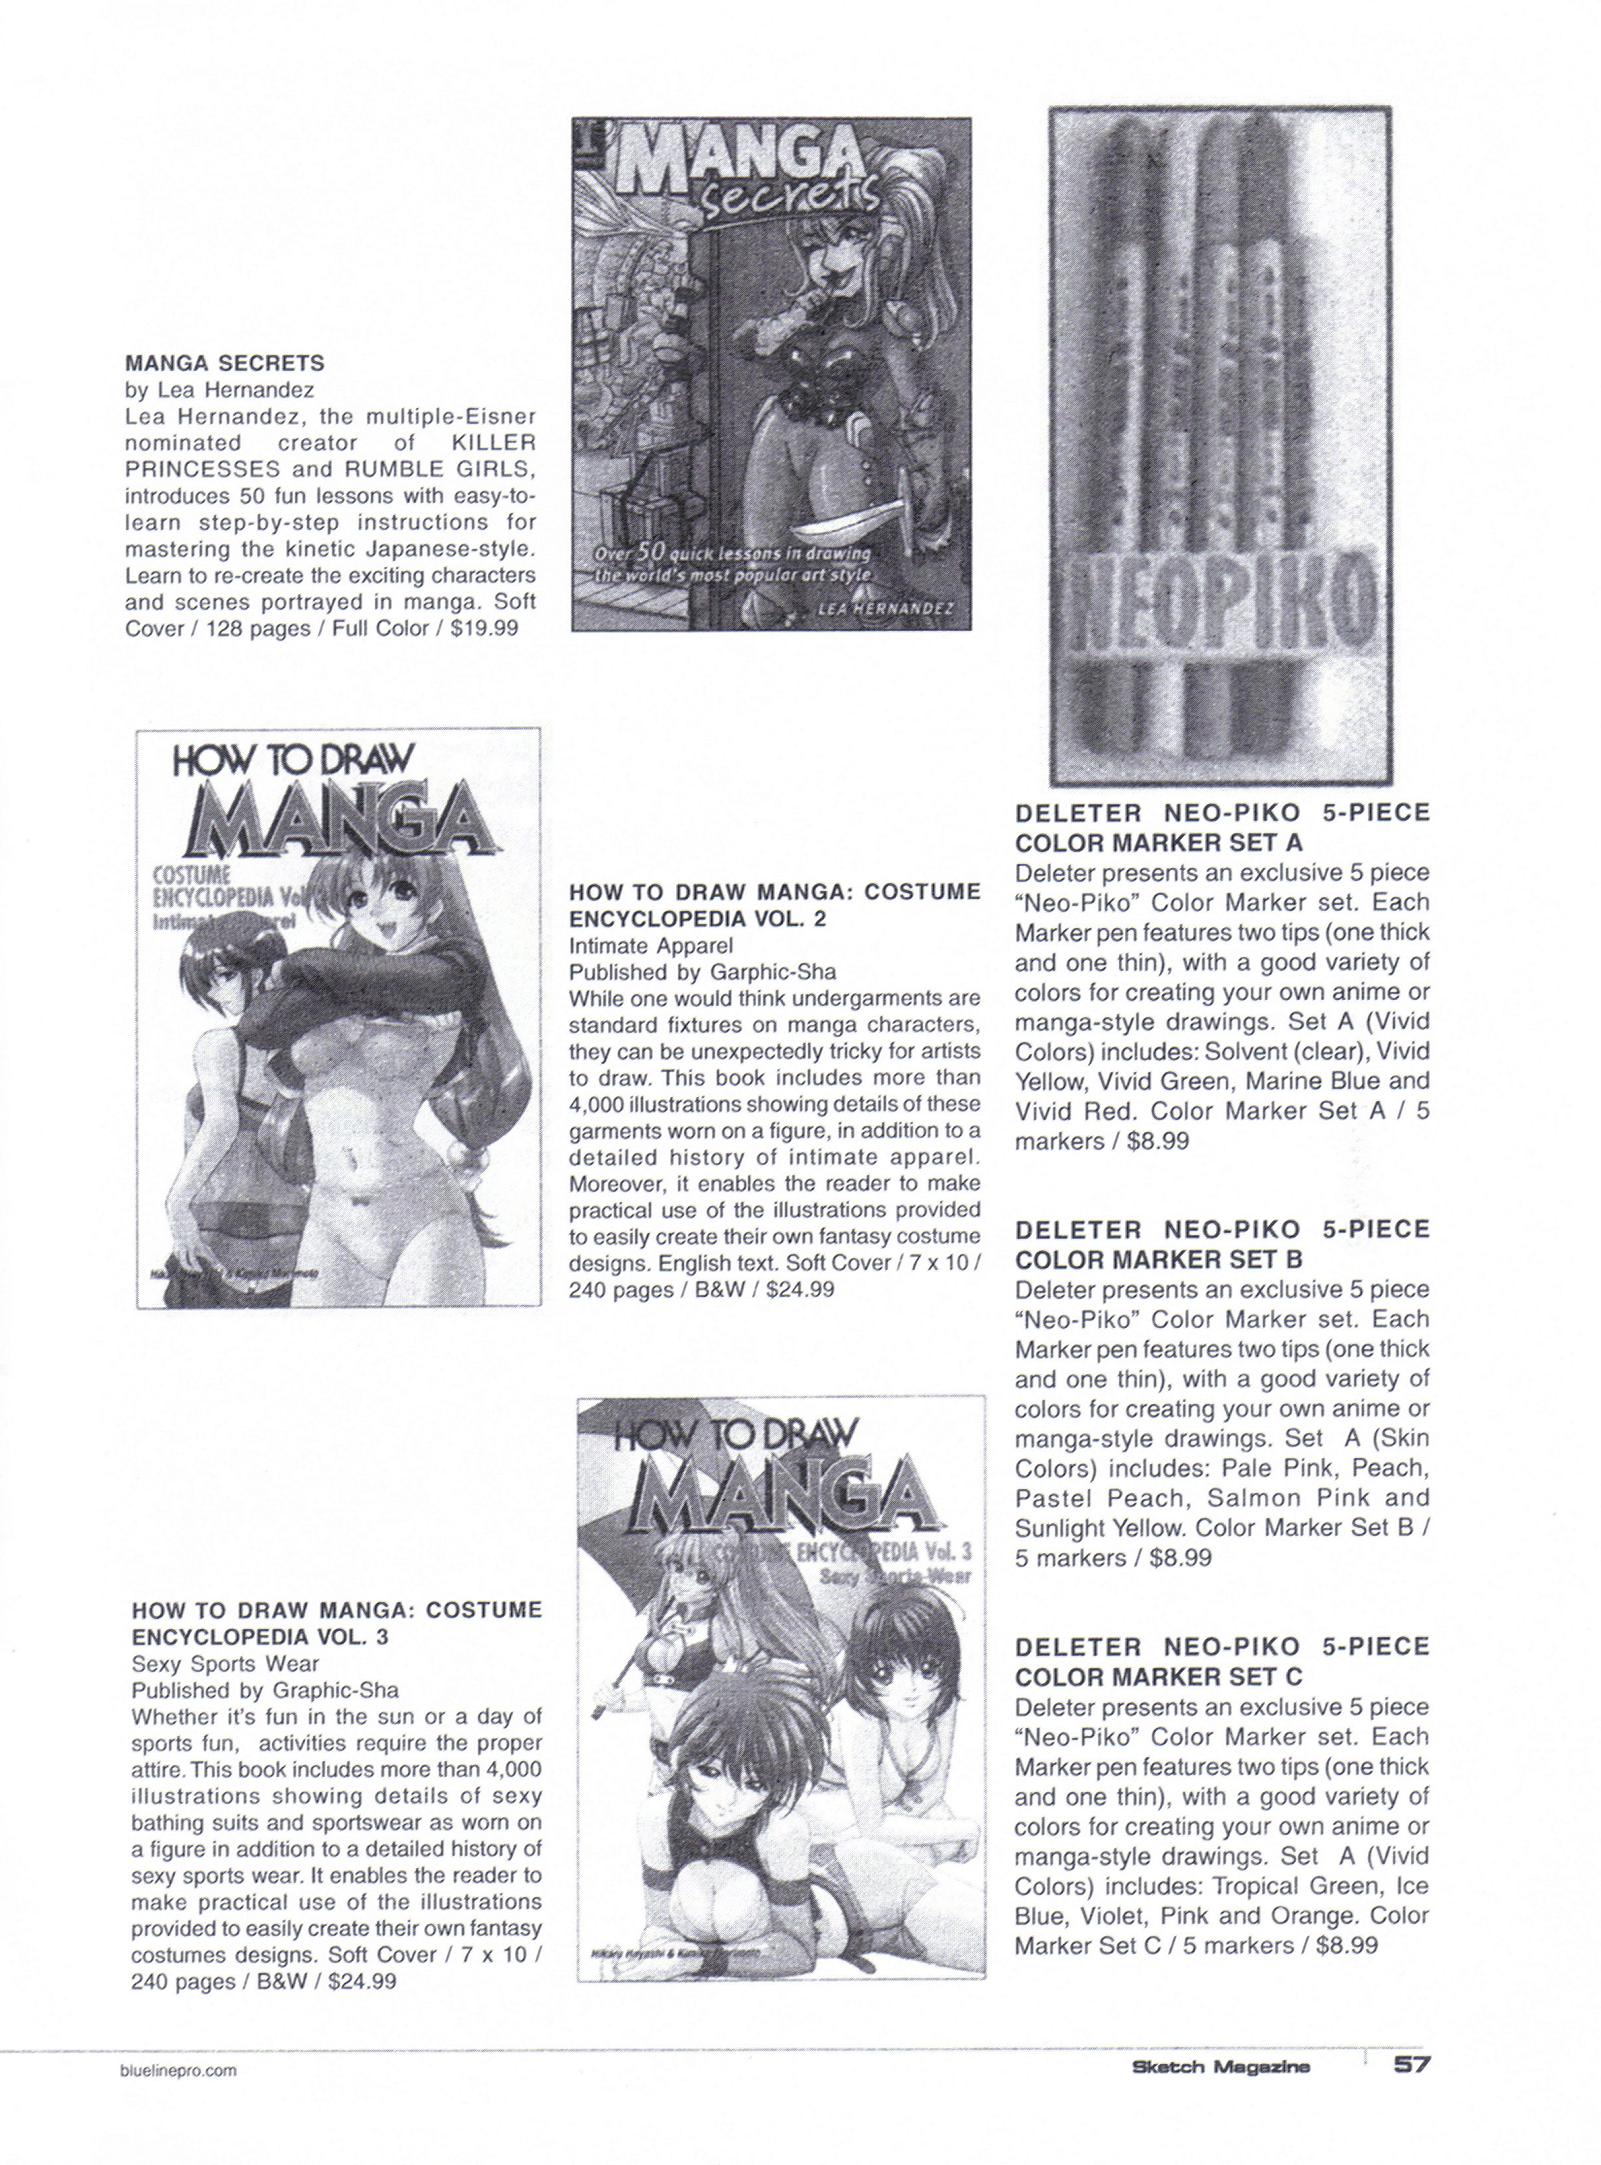 MANGA SECRETS
by Lea Hernandez
Lea Hernandez, the multiple-Eisner
nominated creator of KILLER
PRINCESSES and RUMBLE GIRLS,
introduces 50 fun lessons with easy-to-
learn step-by-step instructions for
mastering the kinetic Japanese-style.
Learn to re-create the exciting characters
and scenes portrayed in manga. Soft
Cover / 128 pages / Full Color / $19.99
MANGA
secrets
Over 50 quick lessons in drawing
the world's most popular art style
LEA HERNANDEZ
HOW TO DRAW
MANGA
COSTUME
ENCYCLOPEDIA Vol
HOW TO DRAW MANGA: COSTUME
ENCYCLOPEDIA VOL. 2
Intimate Apparel
Published by Garphic-Sha
While one would think undergarments are
standard fixtures on manga characters,
they can be unexpectedly tricky for artists
to draw. This book includes more than
4,000 illustrations showing details of these
garments worn on a figure, in addition to a
detailed history of intimate apparel.
Moreover, it enables the reader to make
practical use of the illustrations provided
to easily create their own fantasy costume
designs. English text. Soft Cover / 7 x 10 /
240 pages / B&W / $24.99
HOW TO DRAW MANGA: COSTUME
ENCYCLOPEDIA VOL. 3
Sexy Sports Wear
Published by Graphic-Sha
Whether it's fun in the sun or a day of
sports fun, activities require the proper
attire. This book includes more than 4,000
illustrations showing details of sexy
bathing suits and sportswear as worn on
a figure in addition to a detailed history of
sexy sports wear. It enables the reader to
make practical use of the illustrations
provided to easily create their own fantasy
costumes designs. Soft Cover / 7 x 10 /
240 pages / B&W / $24.99
HOW TO DRAW
MANGA
COSTUME ENCYCLOPEDIA Vol. 3
Sexy Sports Wear
Hikaru Hayashi & Kimiko Morimoto
NEOPIKO
DELETER NEO-PIKO 5-PIECE
COLOR MARKER SET A
Deleter presents an exclusive 5 piece
“Neo-Piko” Color Marker set. Each
Marker pen features two tips (one thick
and one thin), with a good variety of
colors for creating your own anime or
manga-style drawings. Set A (Vivid
Colors) includes: Solvent (clear), Vivid
Yellow, Vivid Green, Marine Blue and
Vivid Red. Color Marker Set A / 5
markers / $8.99
DELETER NEO-PIKO 5-PIECE
COLOR MARKER SET B
Deleter presents an exclusive 5 piece
“Neo-Piko” Color Marker set. Each
Marker pen features two tips (one thick
and one thin), with a good variety of
colors for creating your own anime or
manga-style drawings. Set A (Skin
Colors) includes: Pale Pink, Peach,
Pastel Peach, Salmon Pink and
Sunlight Yellow. Color Marker Set B /
5 markers / $8.99
DELETER NEO-PIKO 5-PIECE
COLOR MARKER SET C
Deleter presents an exclusive 5 piece
“Neo-Piko” Color Marker set. Each
Marker pen features two tips (one thick
and one thin), with a good variety of
colors for creating your own anime or
manga-style drawings. Set A (Vivid
Colors) includes: Tropical Green, Ice
Blue, Violet, Pink and Orange. Color
Marker Set C / 5 markers / $8.99
bluelinepro.com
Sketch Magazine
57